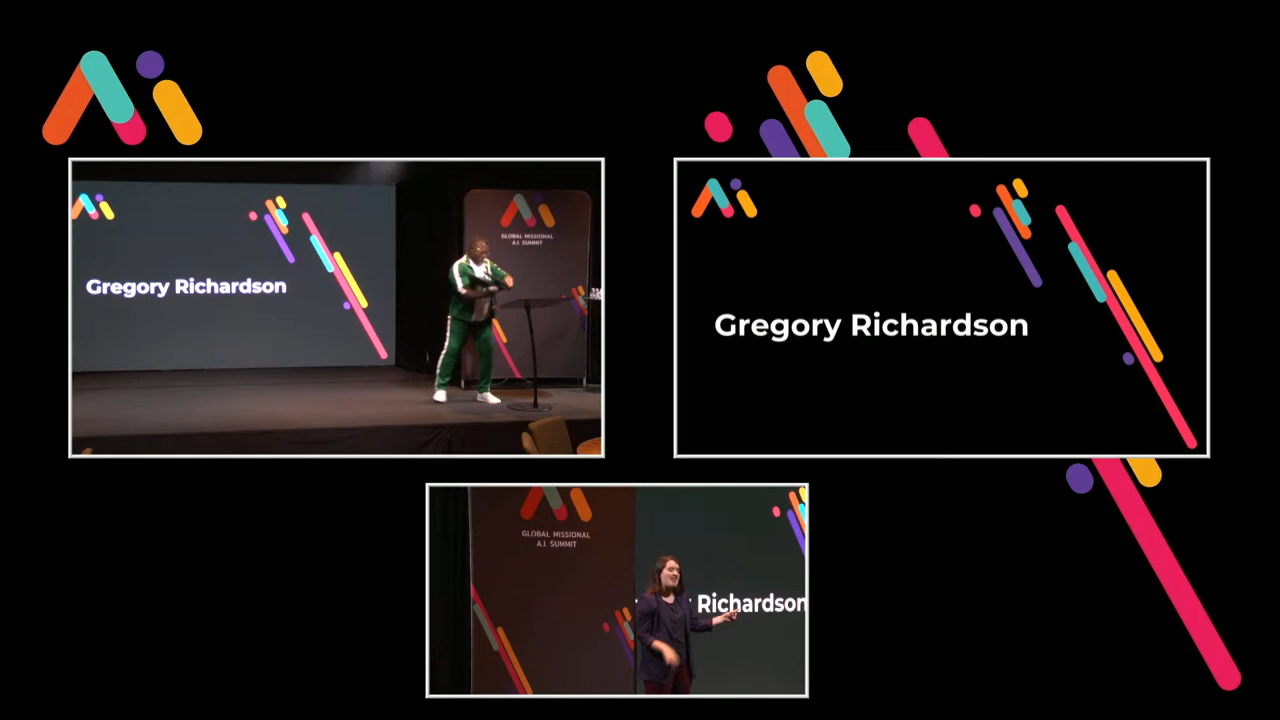 Gregory Richardson
GLOBAL MISSIONAL
A.I. SUMMIT
Gregory Richardson
GLOBAL MISSIONAL
A.I. SUMMIT
Richardson